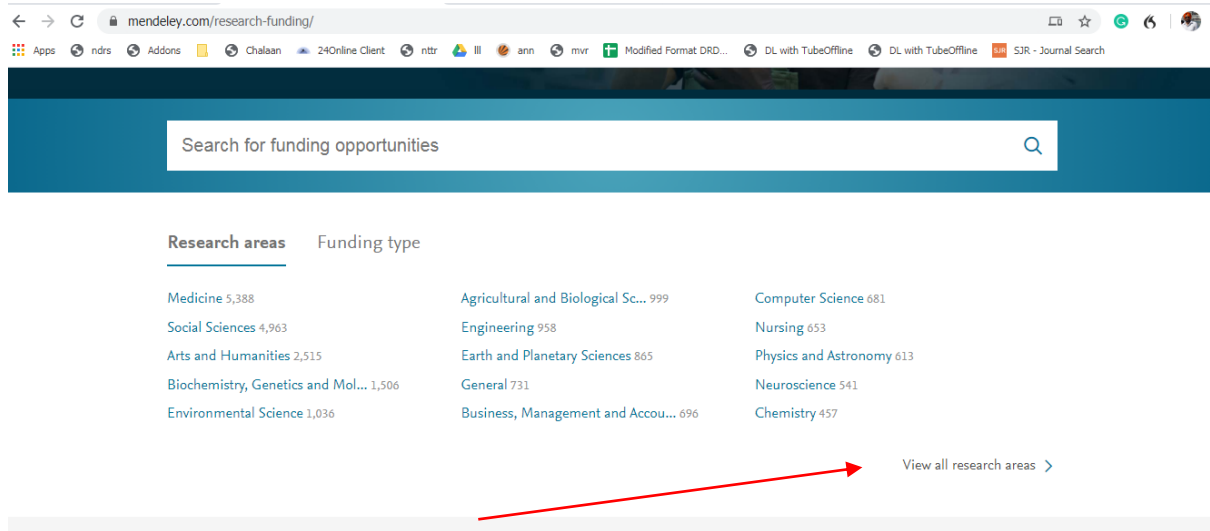 mendeley.com/research-funding/
Apps ndrs Addons Chalaan 24Online Client nttr lll ann mvr Modified Format DRD... DL with TubeOffline DL with TubeOffline SJR SJR - Journal Search
Search for funding opportunities
Research areas Funding type
Medicine 5,388 Agricultural and Biological Sc... 999 Computer Science 681
Social Sciences 4,963 Engineering 958 Nursing 653
Arts and Humanities 2,515 Earth and Planetary Sciences 865 Physics and Astronomy 613
Biochemistry, Genetics and Mol... 1,506 General 731 Neuroscience 541
Environmental Science 1,036 Business, Management and Accou... 696 Chemistry 457
View all research areas